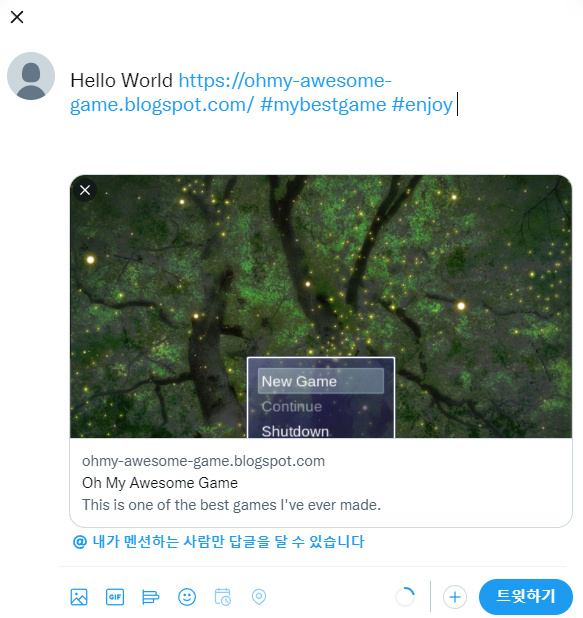 Hello World https://ohmy-awesome-
game.blogspot.com/ #mybestgame #enjoy
New Game
Continue
Shutdown
ohmy-awesome-game.blogspot.com
Oh My Awesome Game
This is one of the best games I've ever made.
@ 내가 멘션하는 사람만 답글을 달 수 있습니다
GIF
트윗하기